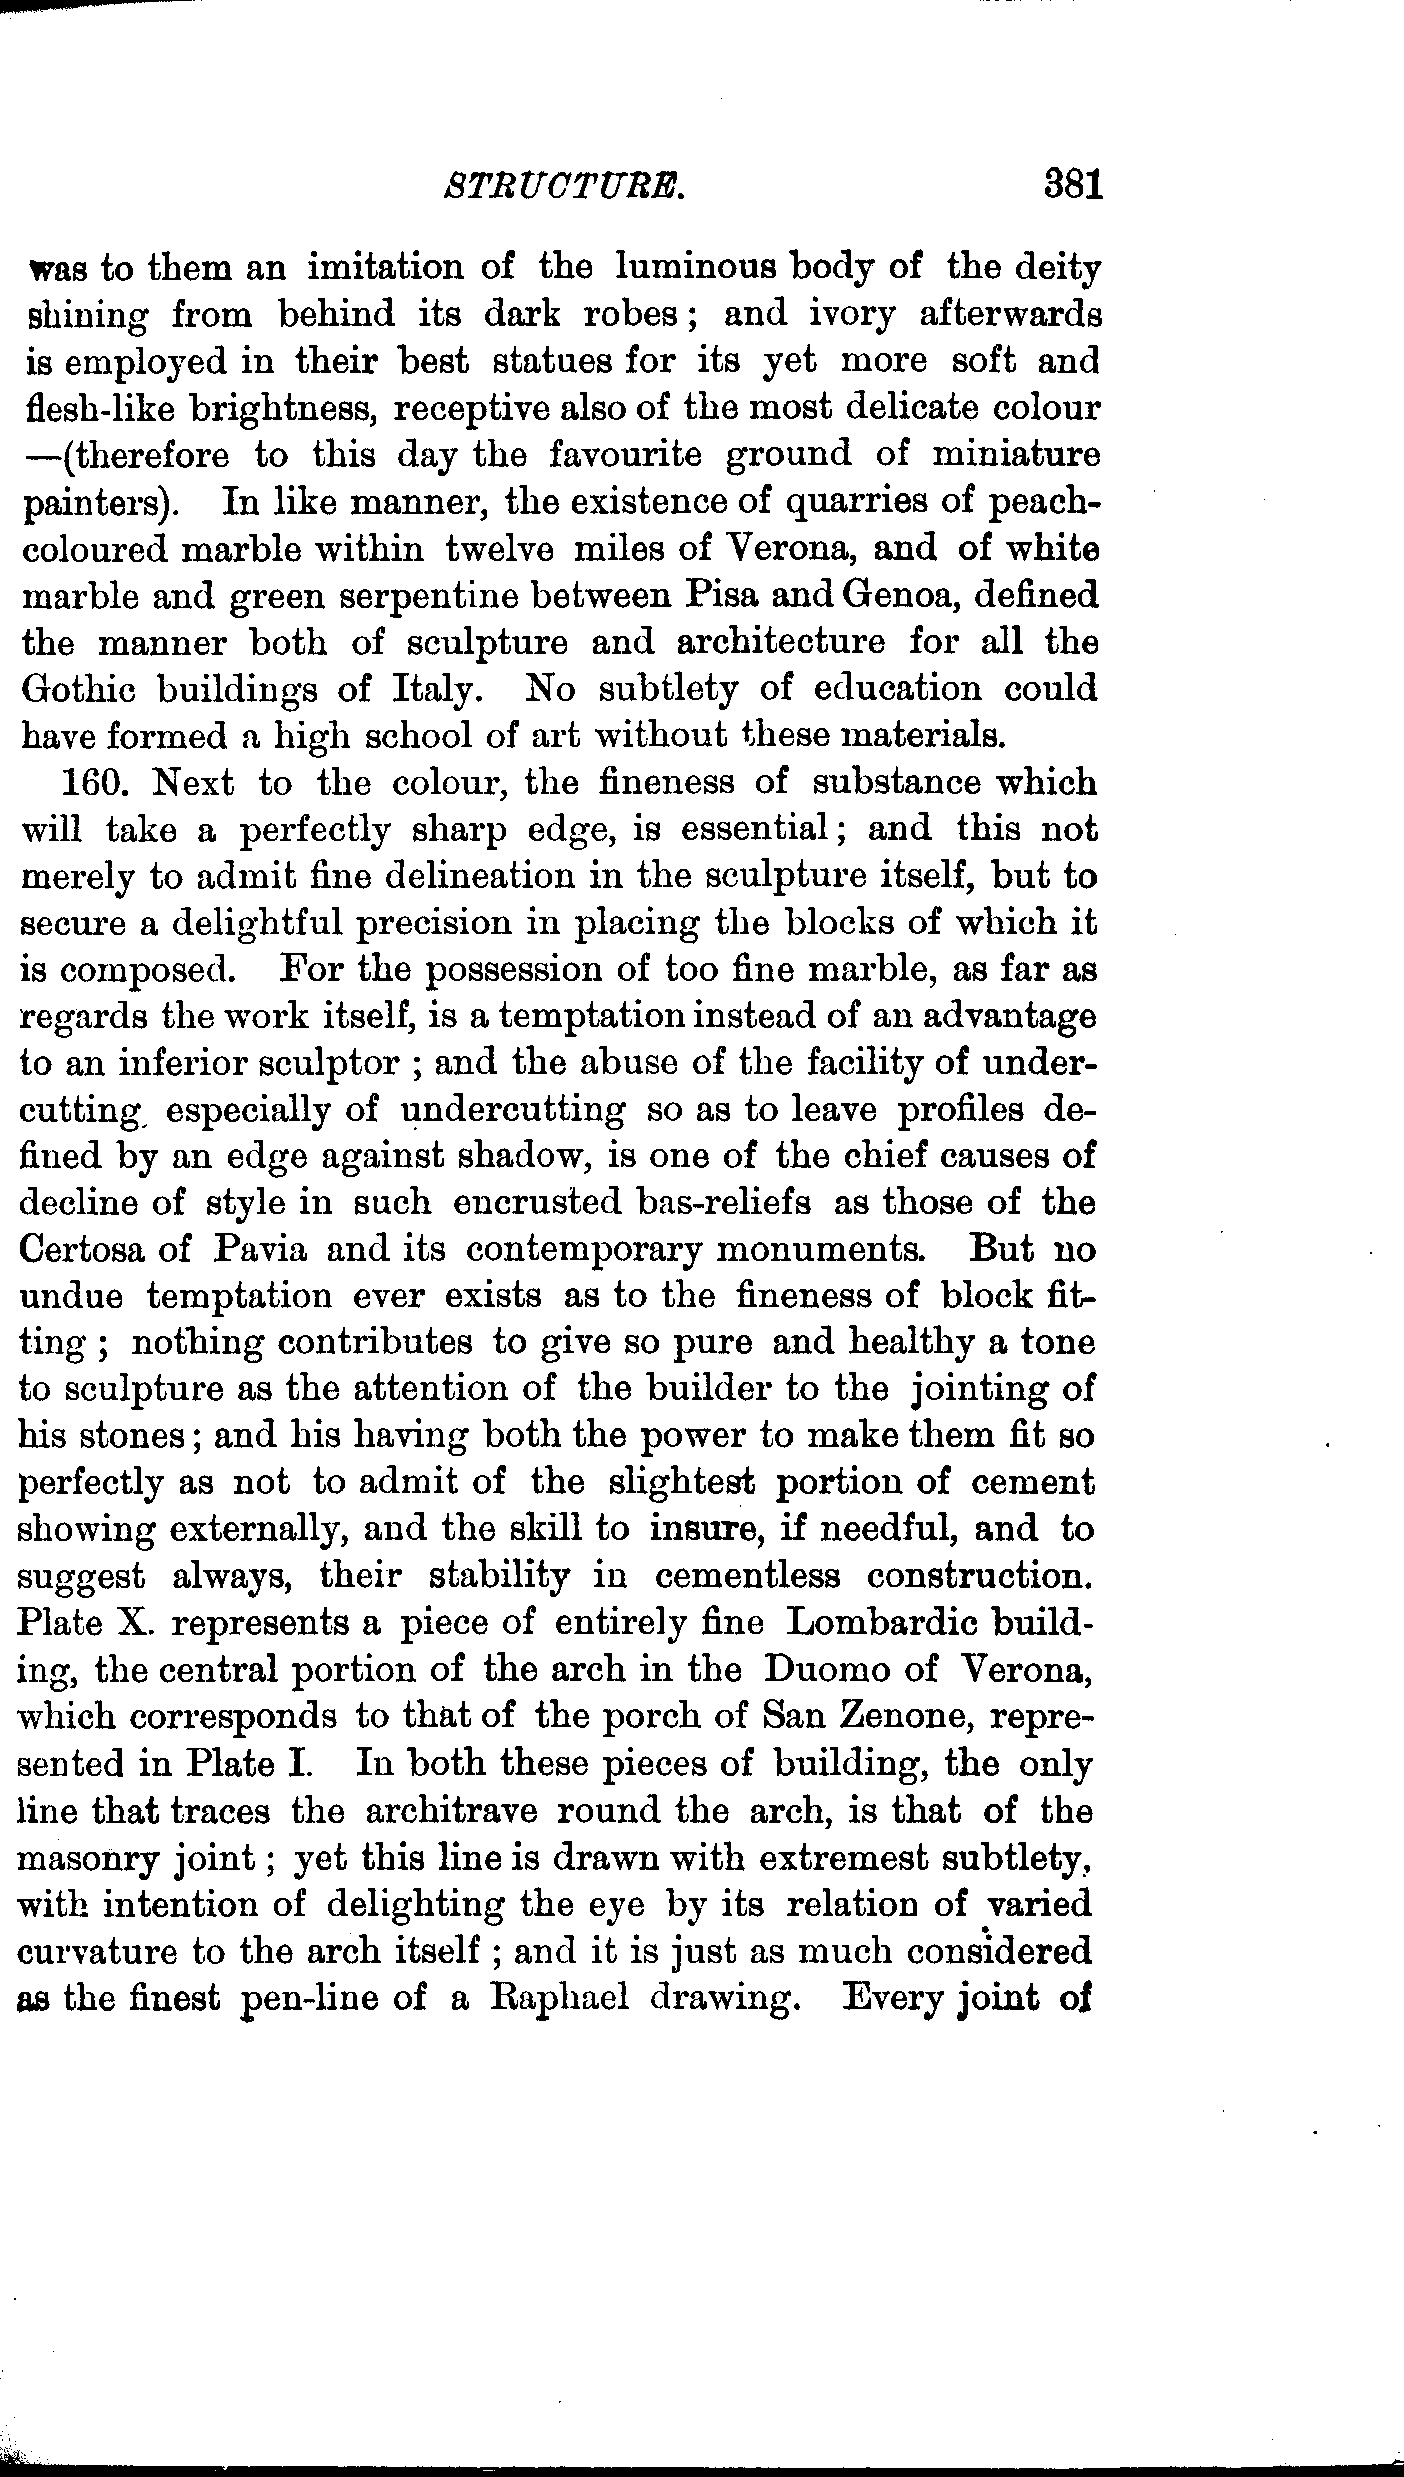 STRUCTURE. 381
was to them an imitation of the luminous body of the deity
shining from behind its dark robes; and ivory afterwards
is employed in their best statues for its yet more soft and
flesh-like brightness, receptive also of the most delicate colour
—(therefore to this day the favourite ground of miniature
painters). In like manner, the existence of quarries of peach-
coloured marble within twelve miles of Verona, and of white
marble and green serpentine between Pisa and Genoa, defined
the manner both of sculpture and architecture for all the
Gothic buildings of Italy. No subtlety of education could
have formed a high school of art without these materials.
160. Next to the colour, the fineness of substance which
will take a perfectly sharp edge, is essential; and this not
merely to admit fine delineation in the sculpture itself, but to
secure a delightful precision in placing the blocks of which it
is composed. For the possession of too fine marble, as far as
regards the work itself, is a temptation instead of an advantage
to an inferior sculptor ; and the abuse of the facility of under-
cutting, especially of undercutting so as to leave profiles de-
fined by an edge against shadow, is one of the chief causes of
decline of style in such encrusted bas-reliefs as those of the
Certosa of Pavia and its contemporary monuments. But no
undue temptation ever exists as to the fineness of block fit-
ting ; nothing contributes to give so pure and healthy a tone
to sculpture as the attention of the builder to the jointing of
his stones; and his having both the power to make them fit so
perfectly as not to admit of the slightest portion of cement
showing externally, and the skill to insure, if needful, and to
suggest always, their stability in cementless construction.
Plate X. represents a piece of entirely fine Lombardic build-
ing, the central portion of the arch in the Duomo of Verona,
which corresponds to that of the porch of San Zenone, repre-
sented in Plate I. In both these pieces of building, the only
line that traces the architrave round the arch, is that of the
masonry joint ; yet this line is drawn with extremest subtlety,
with intention of delighting the eye by its relation of varied
curvature to the arch itself ; and it is just as much considered
as the finest pen-line of a Raphael drawing. Every joint of